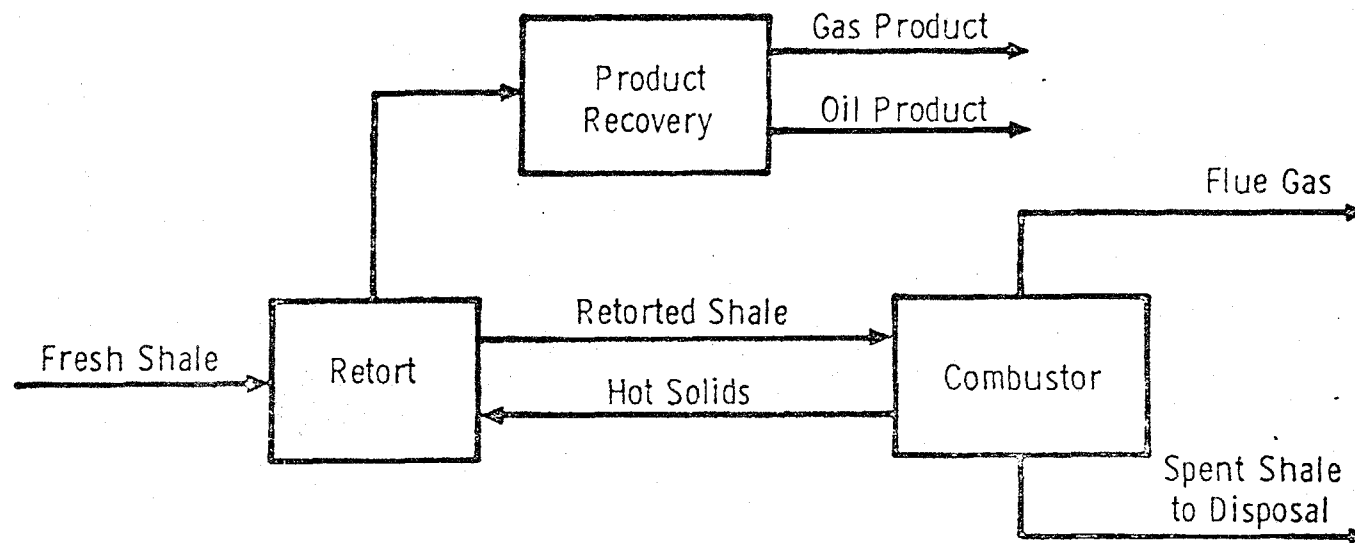 Gas Product
Product
Recovery
Oil Product
Flue Gas
Retorted Shale
Fresh Shale
Retort
Combustor
Hot Solids
Spent Shale
to Disposal